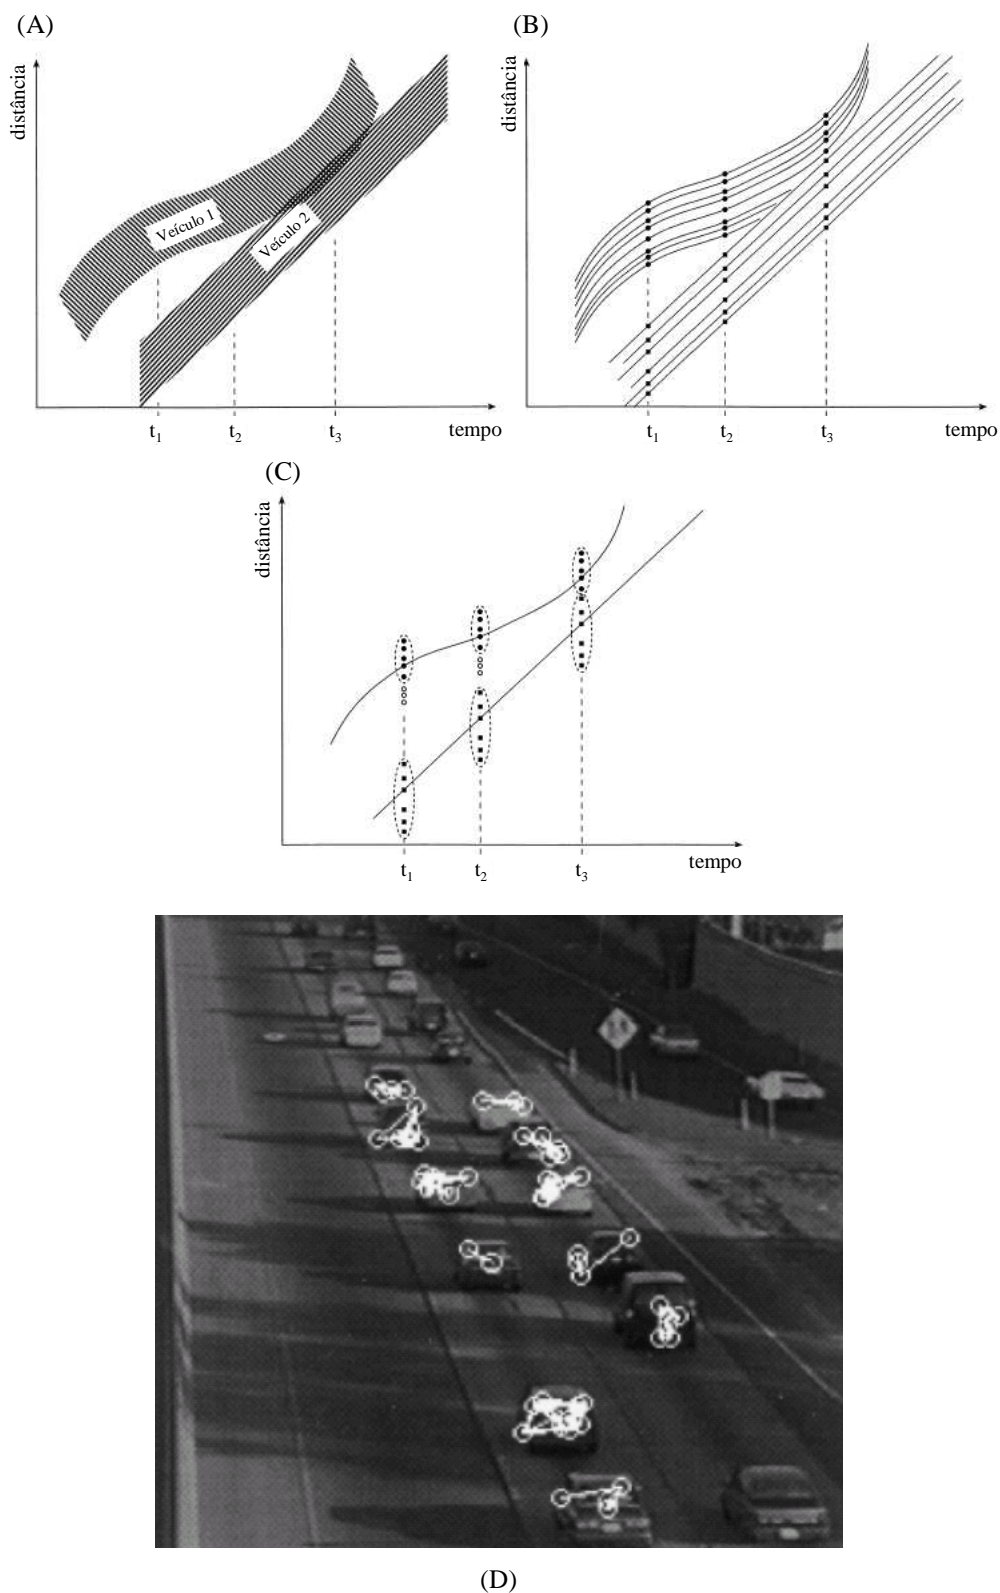 (A)
distância
Veículo 1
Veículo 2
t1
t2
t3
tempo
(B)
distância
t1
t2
t3
tempo
(C)
distância
t1
t2
t3
tempo
(D)